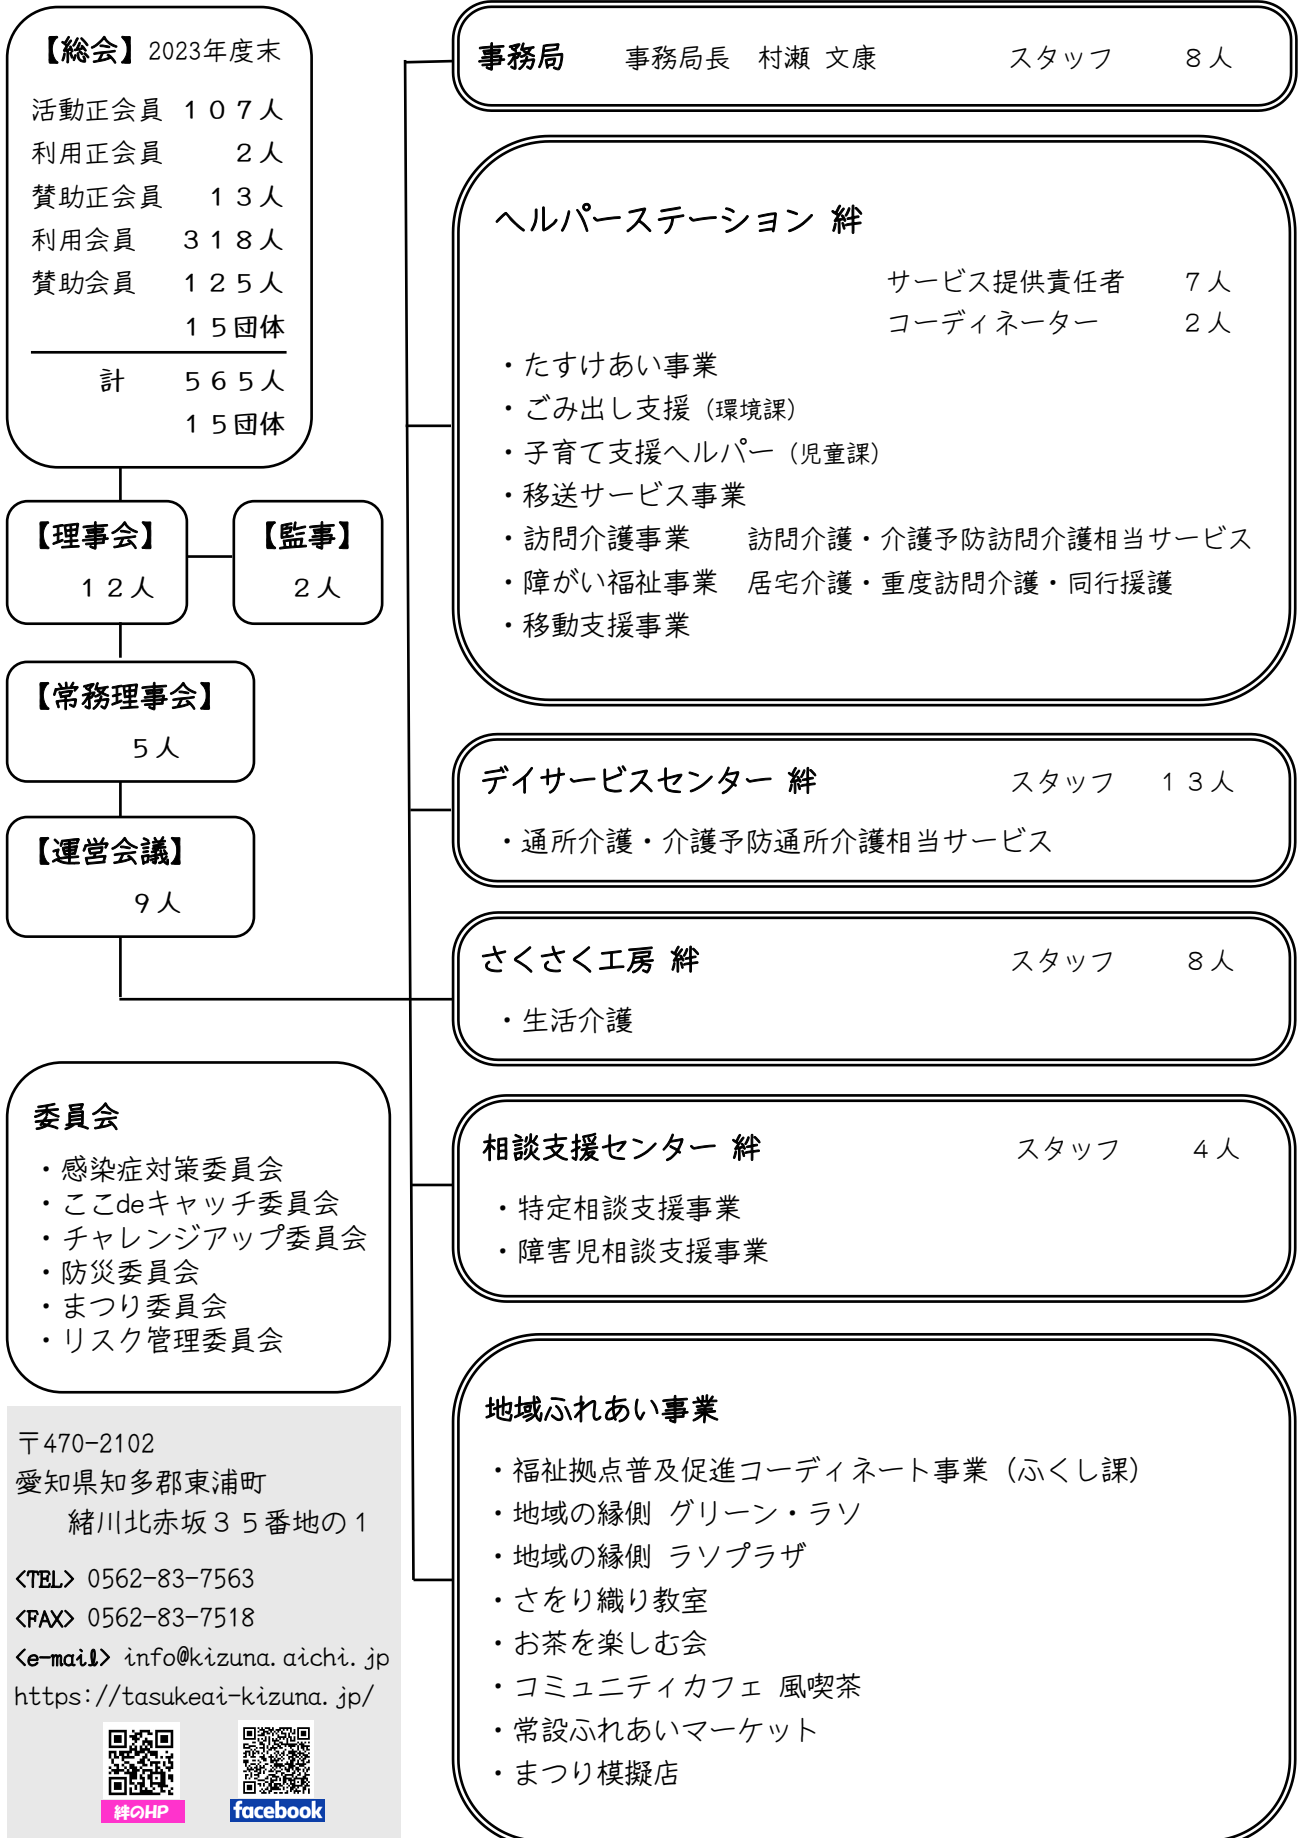 【総会】2023年度末
活動正会員 107人
利用正会員 2人
賛助正会員 13人
利用会員 318人
賛助会員 125人
15団体
計 565人
15団体
【理事会】
12人
【監事】
2人
【常務理事会】
5人
【運営会議】
9人
委員会
・感染症対策委員会
・ここdeキャッチ委員会
・チャレンジアップ委員会
・防災委員会
・まつり委員会
・リスク管理委員会
〒470-2102
愛知県知多郡東浦町
緒川北赤坂35番地の1
<TEL> 0562-83-7563
<FAX> 0562-83-7518
<e-mail> info@kizuna.aichi.jp
https://tasukeai-kizuna.jp/
絆のHP
facebook
事務局 事務局長 村瀬 文康 スタッフ 8人
ヘルパーステーション 絆
サービス提供責任者 7人
コーディネーター 2人
・たすけあい事業
・ごみ出し支援(環境課)
・子育て支援ヘルパー(児童課)
・移送サービス事業
・訪問介護事業 訪問介護・介護予防訪問介護相当サービス
・障がい福祉事業 居宅介護・重度訪問介護・同行援護
・移動支援事業
デイサービスセンター 絆 スタッフ 13人
・通所介護・介護予防通所介護相当サービス
さくさく工房 絆 スタッフ 8人
・生活介護
相談支援センター 絆 スタッフ 4人
・特定相談支援事業
・障害児相談支援事業
地域ふれあい事業
・福祉拠点普及促進コーディネート事業(ふくし課)
・地域の縁側 グリーン・ラソ
・地域の縁側 ラソプラザ
・さをり織り教室
・お茶を楽しむ会
・コミュニティカフェ 風喫茶
・常設ふれあいマーケット
・まつり模擬店